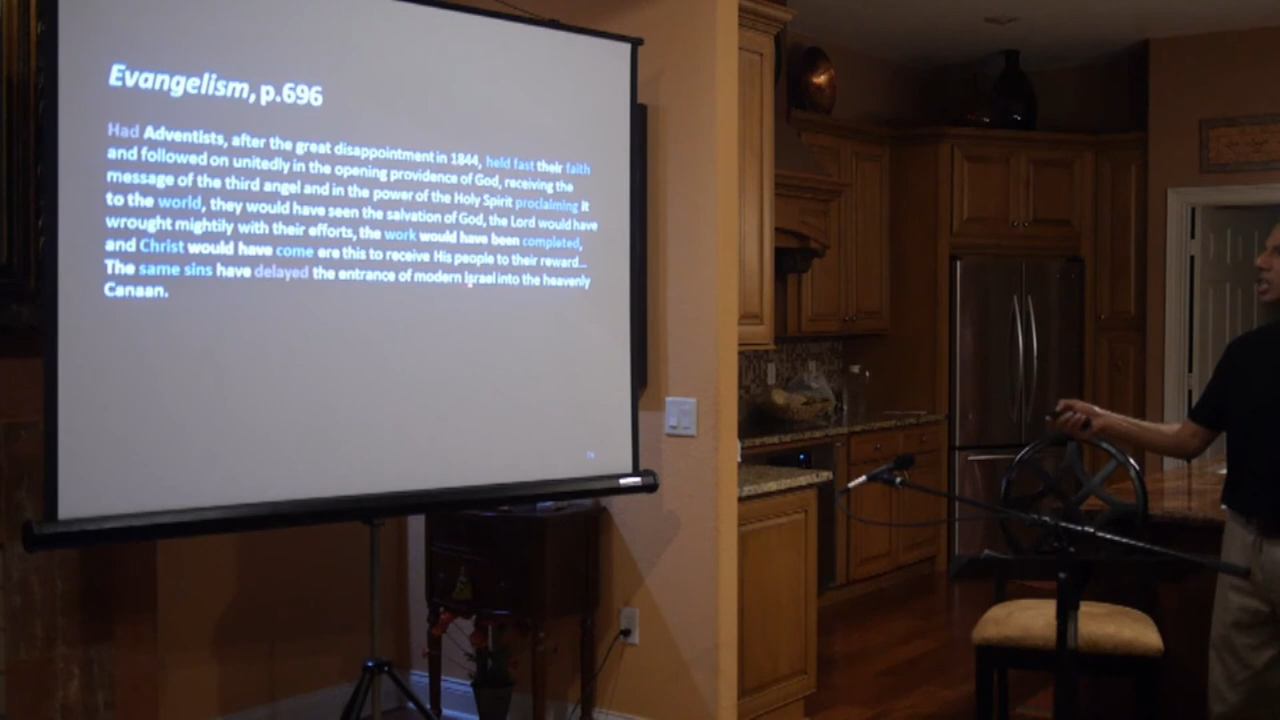 Evangelism, p.696
Had Adventists, after the great disappointment in 1844, held fast their faith
and followed on unitedly in the opening providence of God, receiving the
message of the third angel and in the power of the Holy Spirit proclaiming it
to the world, they would have seen the salvation of God, the Lord would have
wrought mightily with their efforts, the work would have been completed,
and Christ would have come ere this to receive His people to their reward...
The same sins have delayed the entrance of modern Israel into the heavenly
Canaan.